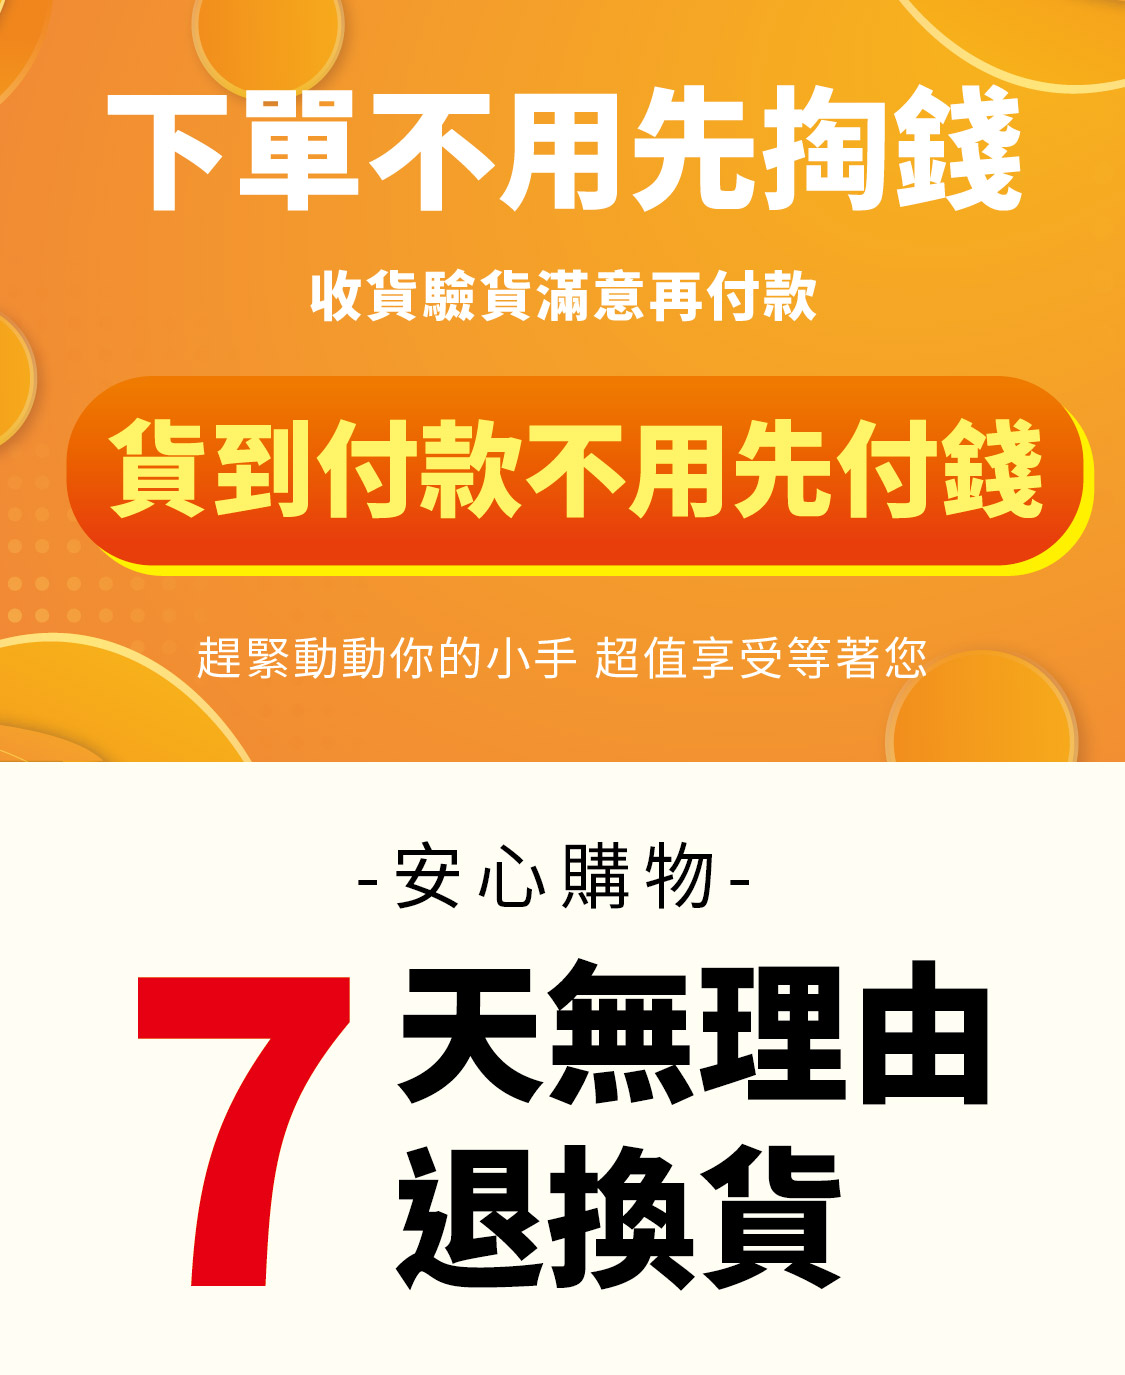 下單不用先掏錢
收貨驗貨滿意再付款
貨到付款不用先付錢
趕緊動動你的小手 超值享受等著您
-安心購物-
7天無理由
退換貨